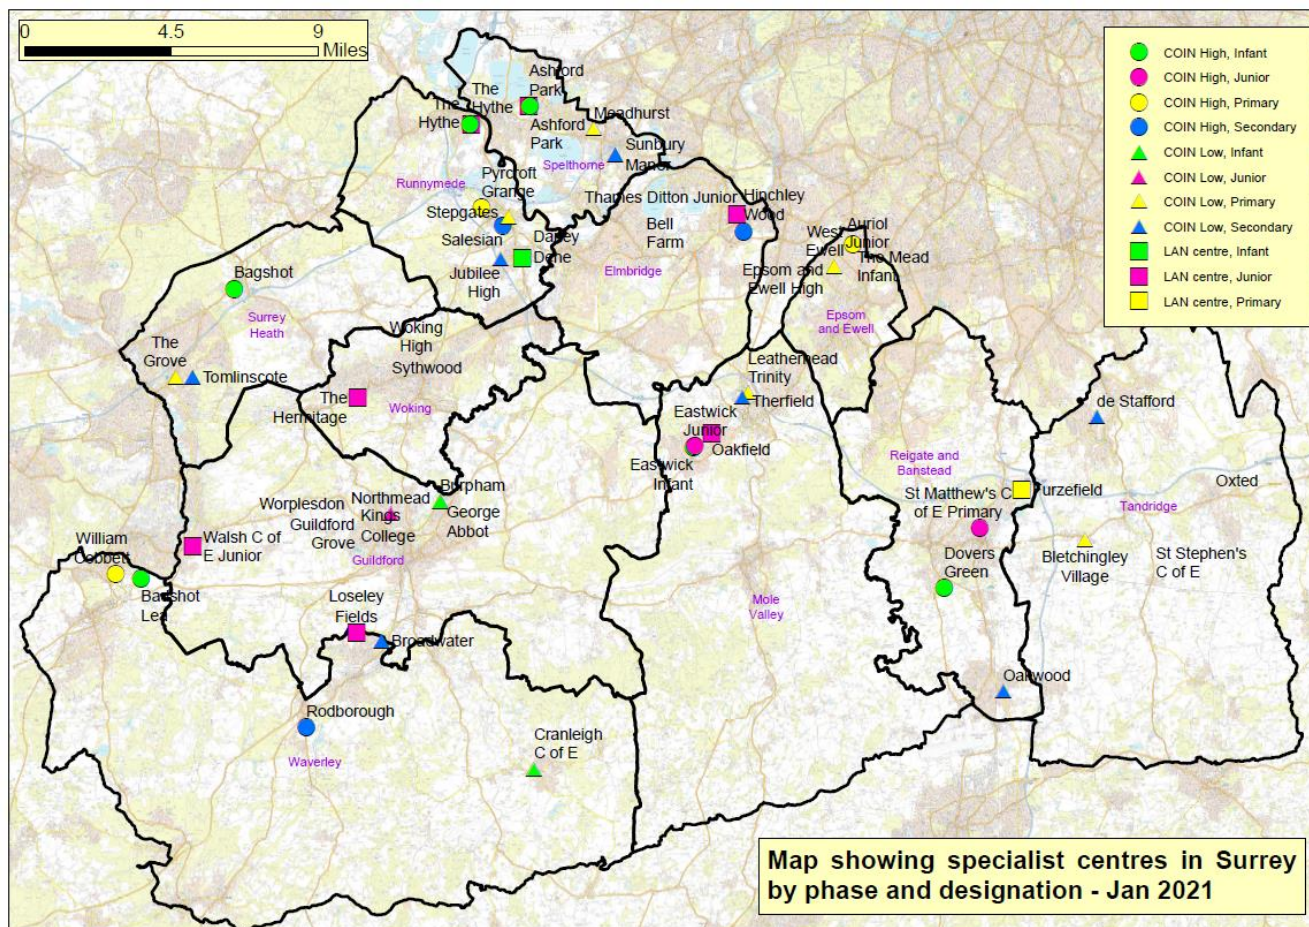 0 4.5 9
Miles
COIN High, Infant
COIN High, Junior
COIN High, Primary
COIN High, Secondary
COIN Low, Infant
COIN Low, Junior
COIN Low, Primary
COIN Low, Secondary
LAN centre, Infant
LAN centre, Junior
LAN centre, Primary
Ashford
Park
The
Hythe
The
Hythe
Ashford
Park
Meadhurst
Sunbury
Manor
Spelthorne
Runnymede
Pyrcroft
Grange
Stepgates
Salesian
Darley
Dene
Jubilee
High
Thames Ditton Junior
Hinchley
Wood
Bell
Farm
Elmbridge
West
Ewell
Auriol
Junior
The Mead
Infant
Epsom and
Ewell High
Epsom
and Ewell
Bagshot
Surrey
Heath
The
Grove
Tomlinscote
Woking
High
Sythwood
The
Hermitage
Woking
Leatherhead
Trinity
Therfield
Eastwick
Junior
Oakfield
Eastwick
Infant
de Stafford
Reigate and
Banstead
Furzefield
Oxted
Tandridge
St Matthew's C
of E Primary
Bletchingley
Village
St Stephen's
C of E
Dovers
Green
Burpham
George
Abbot
Worplesdon
Northmead
Kings
College
Guildford
Grove
Guildford
Walsh C of
E Junior
William
Cobbett
Badshot
Lea
Loseley
Fields
Broadwater
Mole
Valley
Oakwood
Rodborough
Waverley
Cranleigh
C of E
Map showing specialist centres in Surrey
by phase and designation - Jan 2021